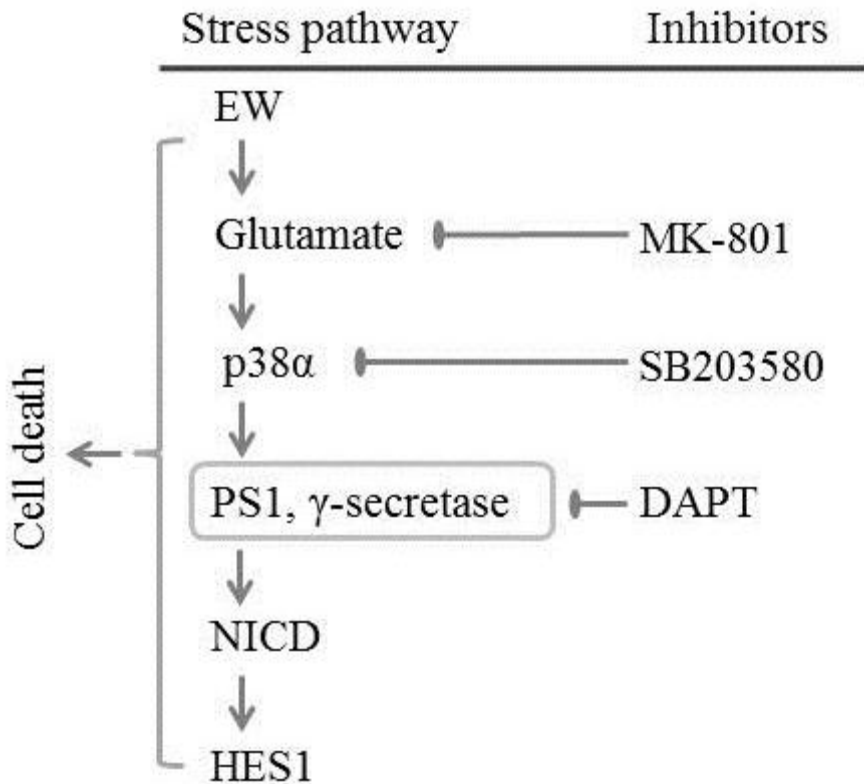 Stress pathway Inhibitors
EW
Glutamate MK-801
p38α SB203580
PS1, γ-secretase DAPT
NICD
HES1
Cell death